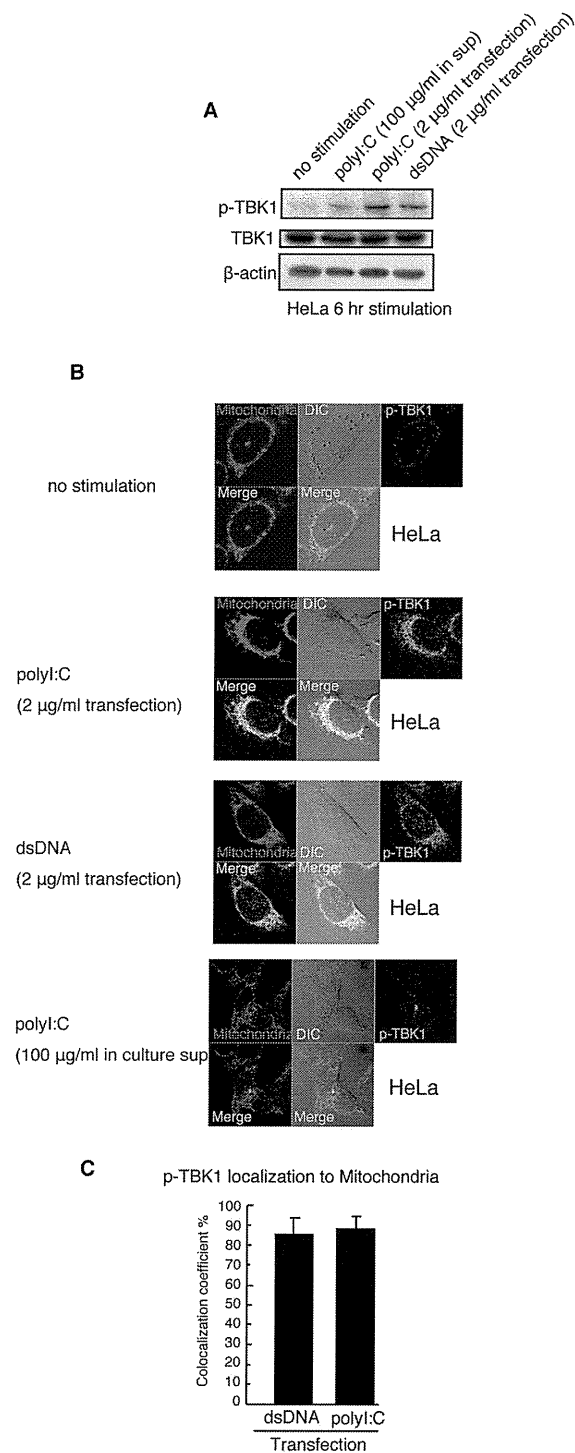 A
no stimulation
polyI:C (100 µg/ml in sup)
polyI:C (2 µg/ml transfection)
dsDNA (2 µg/ml transfection)
p-TBK1
TBK1
β-actin
HeLa 6 hr stimulation
B
no stimulation
Mitochondria DIC p-TBK1
Merge Merge HeLa
polyI:C
(2 µg/ml transfection)
Mitochondria DIC p-TBK1
Merge Merge HeLa
dsDNA
(2 µg/ml transfection)
Mitochondria DIC p-TBK1
Merge Merge HeLa
polyI:C
(100 µg/ml in culture sup
Mitochondria DIC p-TBK1
Merge Merge HeLa
C
p-TBK1 localization to Mitochondria
Colocalization coefficient %
100
90
80
70
60
50
40
30
20
10
0
dsDNA polyI:C
Transfection